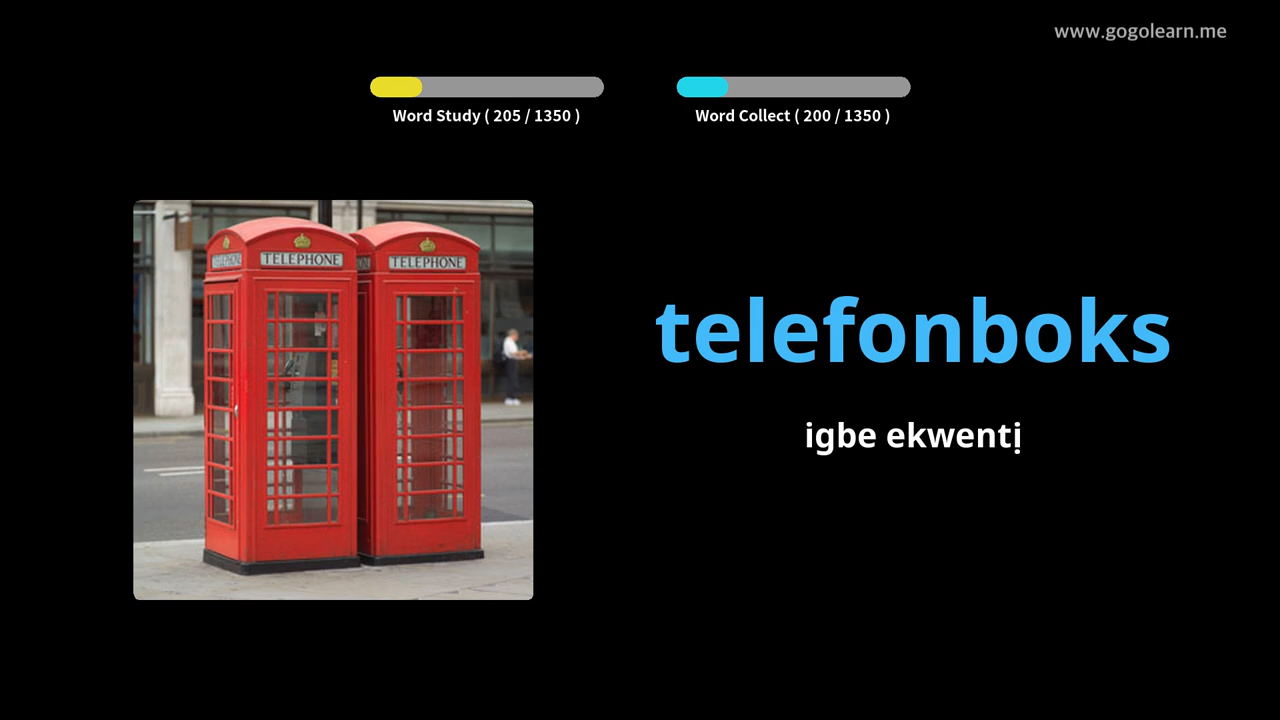 www.gogolearn.me
Word Study ( 205 / 1350 )
Word Collect ( 200 / 1350 )
TELEPHONE
TELEPHONE
telefonboks
igbe ekwentị